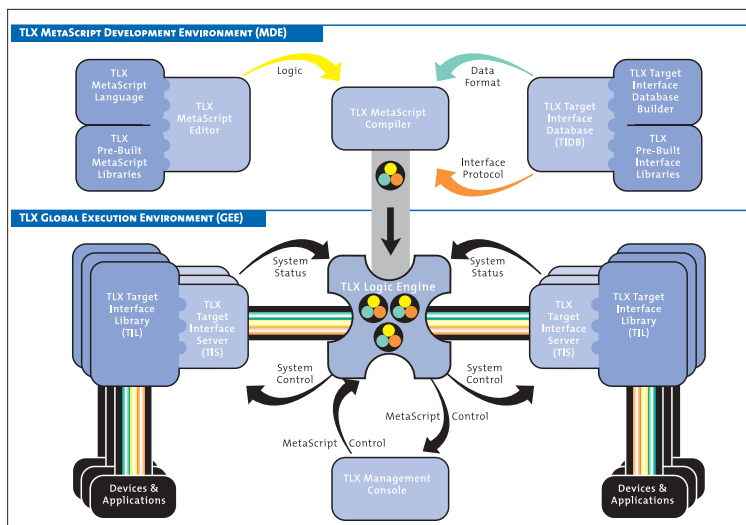 TLX MetaScript Development Environment (MDE)
TLX
MetaScript
Language
TLX
Pre-Built
MetaScript
Libraries
TLX
MetaScript
Editor
Logic
TLX MetaScript
Compiler
Data
Format
Interface
Protocol
TLX Target
Interface
Database
(TIDB)
TLX Target
Interface
Database
Builder
TLX
Pre-Built
Interface
Libraries
TLX Global Execution Environment (GEE)
TLX Target
Interface
Library
(TIL)
TLX
Target
Interface
Server
(TIS)
System
Status
System
Control
TLX Logic Engine
System
Status
System
Control
TLX
Target
Interface
Server
(TIS)
TLX Target
Interface
Library
(TIL)
MetaScript Control
MetaScript Control
TLX Management
Console
Devices &
Applications
Devices &
Applications